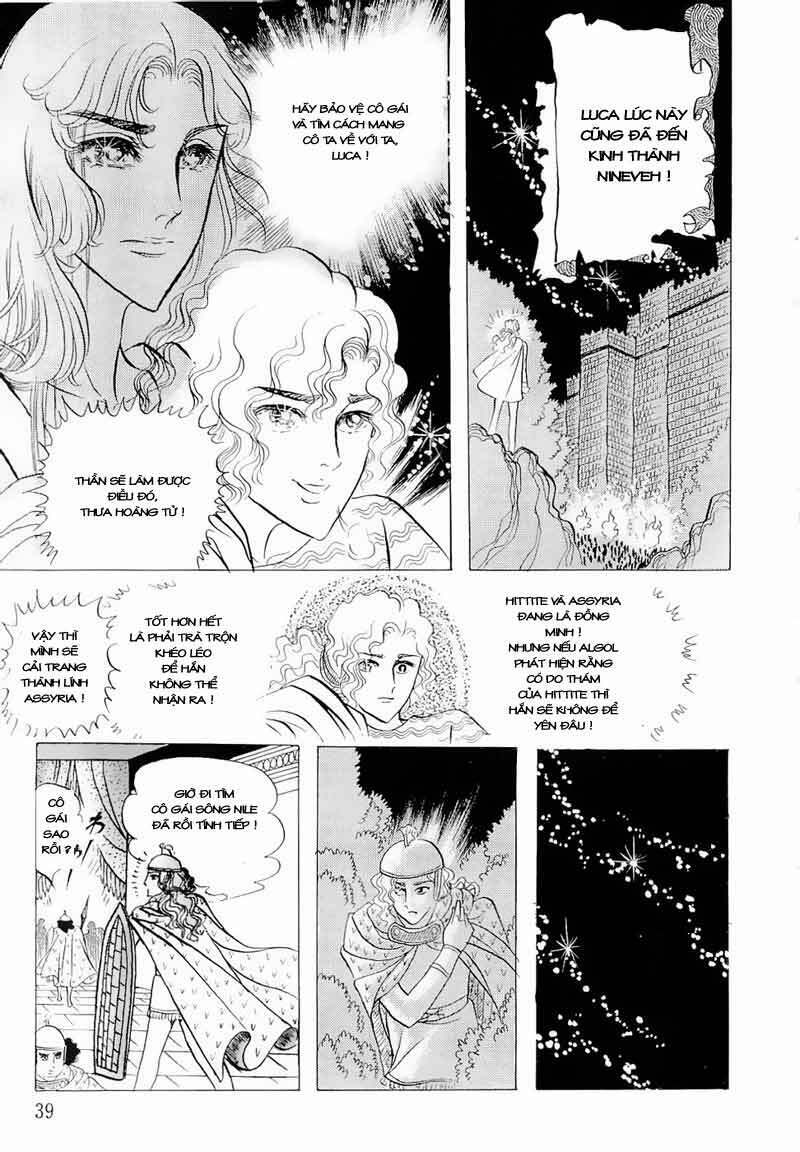 LUCA LÚC NÀY
CŨNG ĐÃ ĐẾN
KINH THÀNH
NINEVEH !
HÃY BẢO VỆ CÔ GÁI
VÀ TÌM CÁCH MANG
CÔ TA VỀ VỚI TA,
LUCA !
THẦN SẼ LÀM ĐƯỢC
ĐIỀU ĐÓ,
THƯA HOÀNG TỬ !
HITTITE VÀ ASSYRIA
ĐANG LÀ ĐỒNG
MINH !
NHƯNG NẾU ALGOL
PHÁT HIỆN RẰNG
CÓ DO THÁM
CỦA HITTITE THÌ
HẮN SẼ KHÔNG ĐỂ
YÊN ĐÂU !
TỐT HƠN HẾT
LÀ PHẢI TRÀ TRỘN
KHÉO LÉO
ĐỂ HẮN
KHÔNG THỂ
NHẬN RA !
VẬY THÌ
MÌNH SẼ
CẢI TRANG
THÀNH LÍNH
ASSYRIA !
GIỜ ĐI TÌM
CÔ GÁI SÔNG NILE
ĐÃ RỒI TÍNH TIẾP !
CÔ
GÁI
SAO
RỒI ?
39